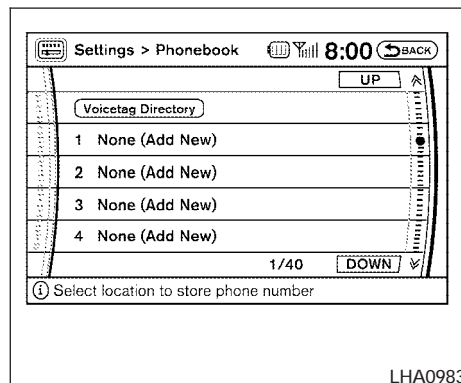 Settings > Phonebook 8:00 BACK
UP
Voicetag Directory
1 None (Add New)
2 None (Add New)
3 None (Add New)
4 None (Add New)
1/40 DOWN
i Select location to store phone number
LHA0983